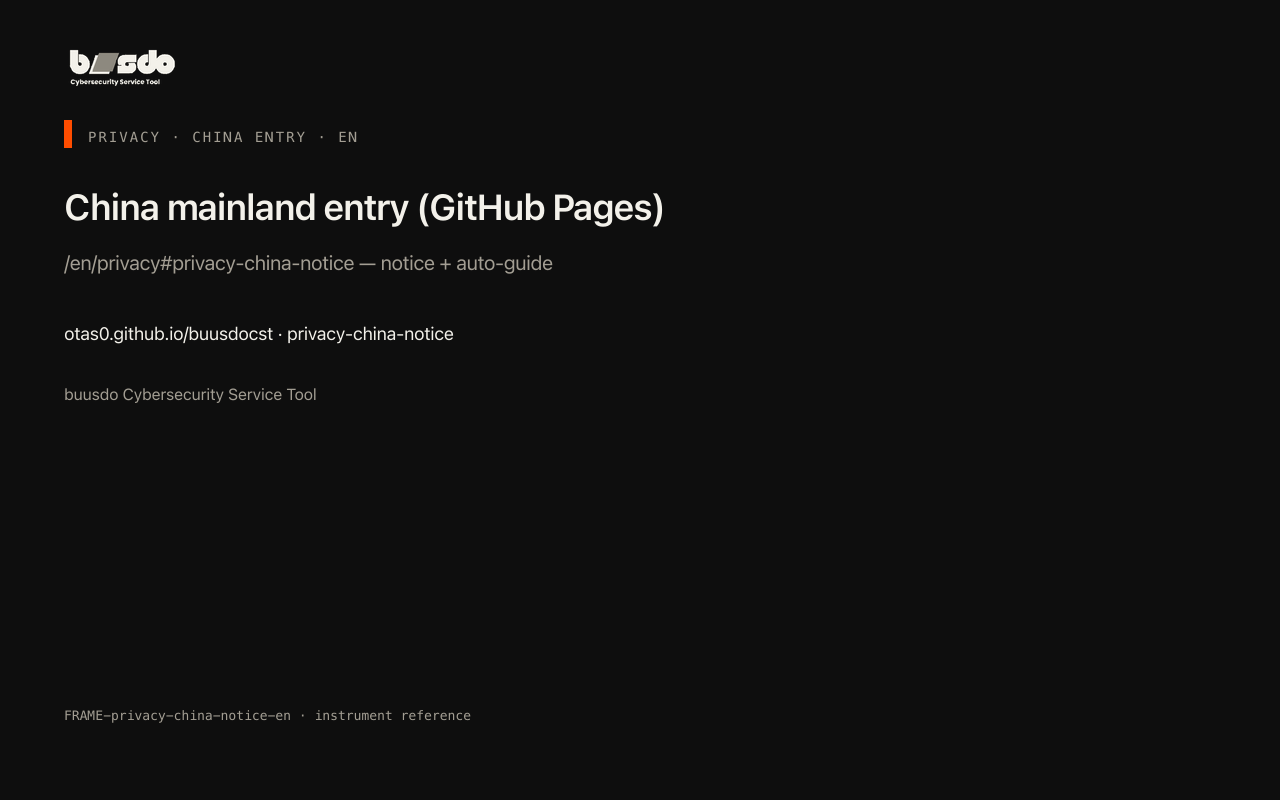 buusdo
Cybersecurity Service Tool
PRIVACY · CHINA ENTRY · EN
China mainland entry (GitHub Pages)
/en/privacy#privacy-china-notice — notice + auto-guide
otas0.github.io/buusdocst · privacy-china-notice
buusdo Cybersecurity Service Tool
FRAME-privacy-china-notice-en · instrument reference